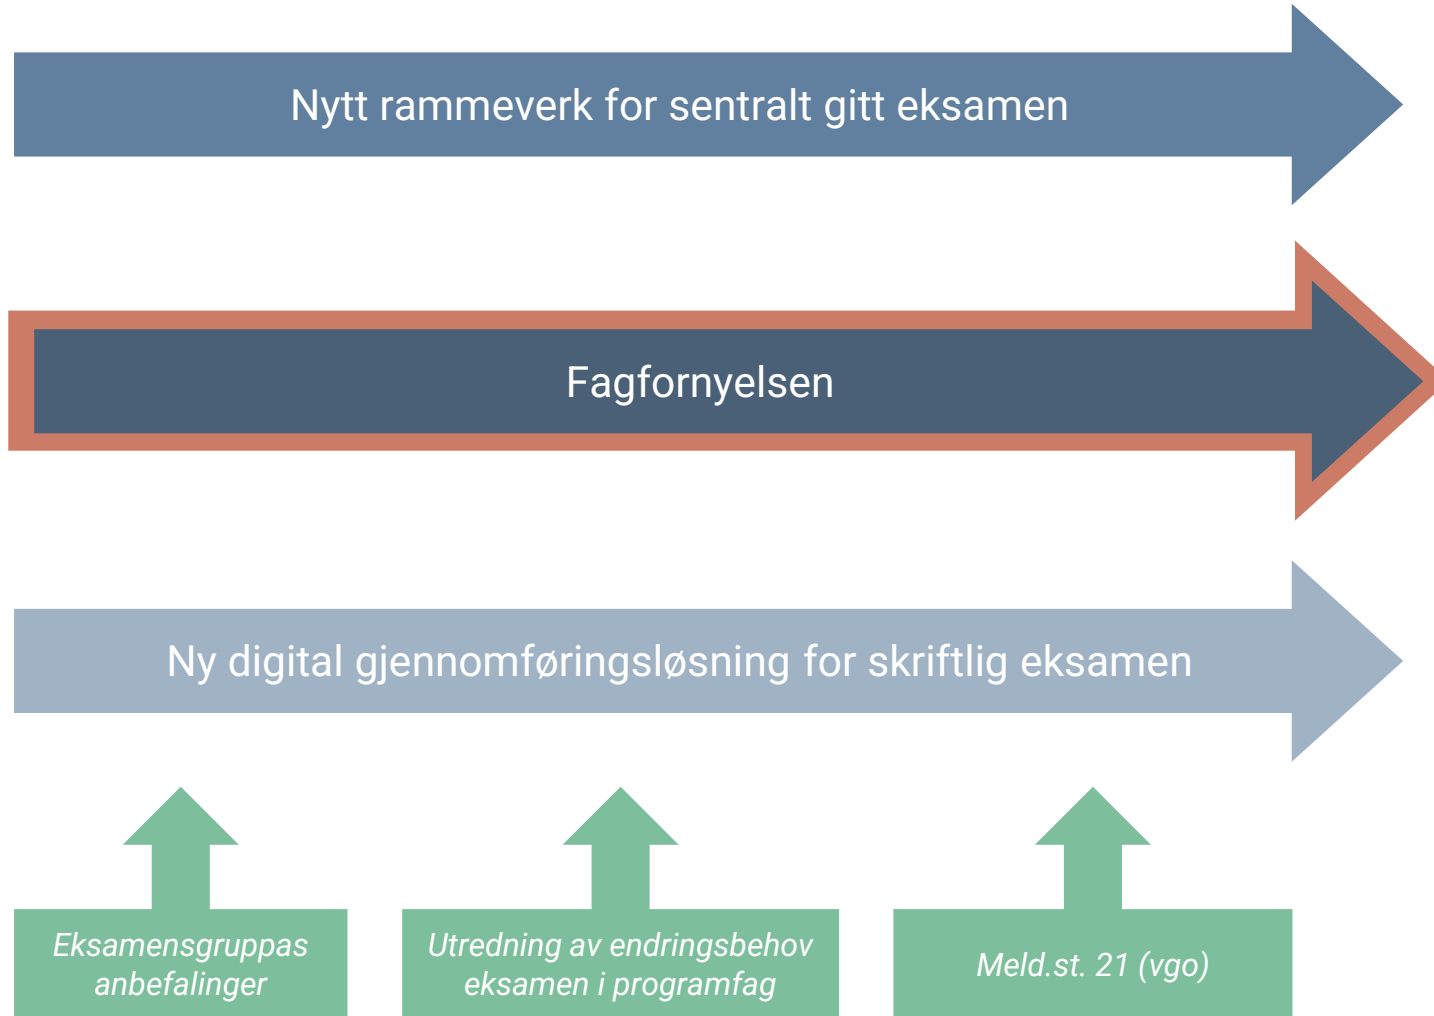 Nytt rammeverk for sentralt gitt eksamen
Fagfornyelsen
Ny digital gjennomføringsløsning for skriftlig eksamen
Eksamensgruppas
anbefalinger
Utredning av endringsbehov
eksamen i programfag
Meld.st. 21 (vgo)